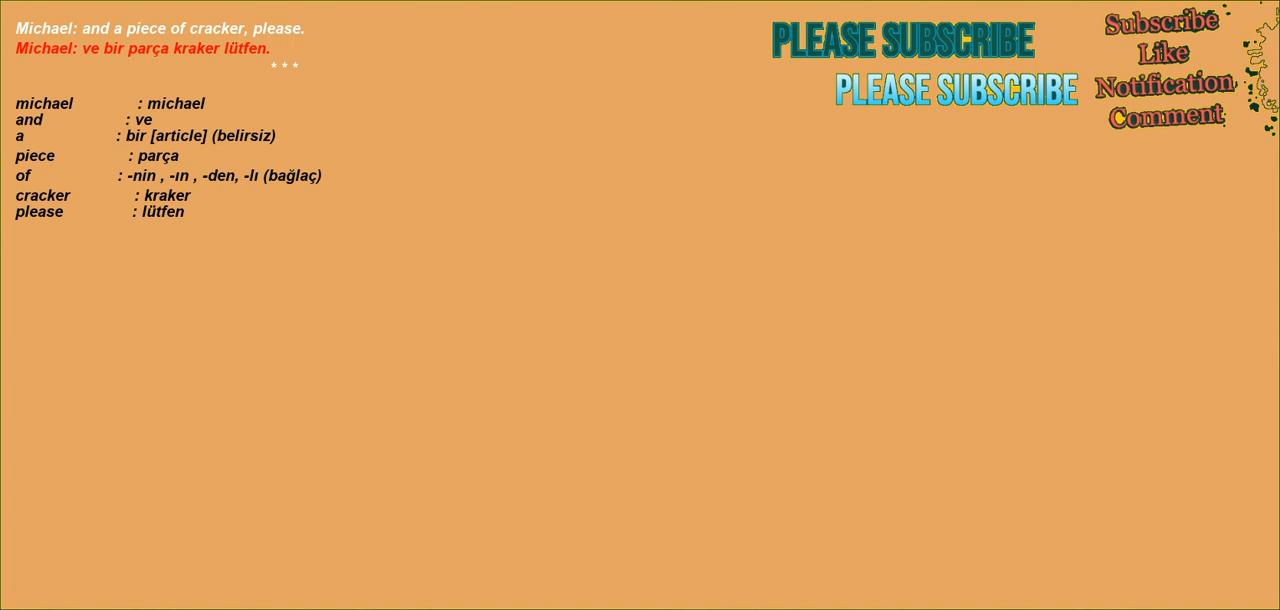 Michael: and a piece of cracker, please.
Michael: ve bir parça kraker lütfen.
* * *
michael : michael
and : ve
a : bir [article] (belirsiz)
piece : parça
of : -nin , -ın , -den, -lı (bağlaç)
cracker : kraker
please : lütfen
PLEASE SUBSCRIBE
PLEASE SUBSCRIBE
Subscribe
Like
Notification
Comment